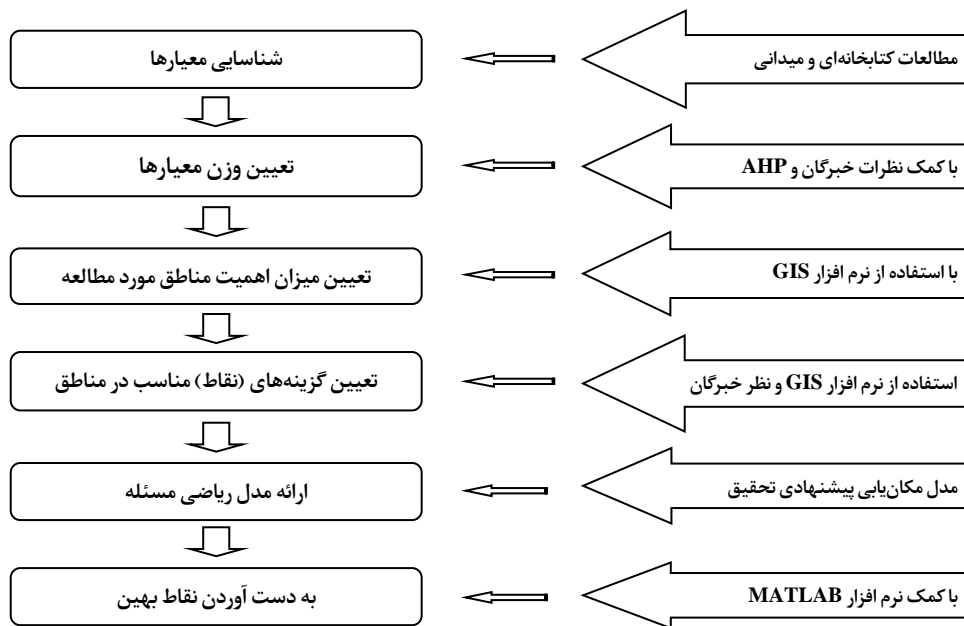 مطالعات کتابخانه‌ای و میدانی
شناسایی معیارها
با کمک نظرات خبرگان و AHP
تعیین وزن معیارها
با استفاده از نرم افزار GIS
تعیین میزان اهمیت مناطق مورد مطالعه
استفاده از نرم افزار GIS و نظر خبرگان
تعیین گزینه‌های (نقاط) مناسب در مناطق
مدل مکان‌یابی پیشنهادی تحقیق
ارائه مدل ریاضی مسئله
با کمک نرم افزار MATLAB
به دست آوردن نقاط بهین